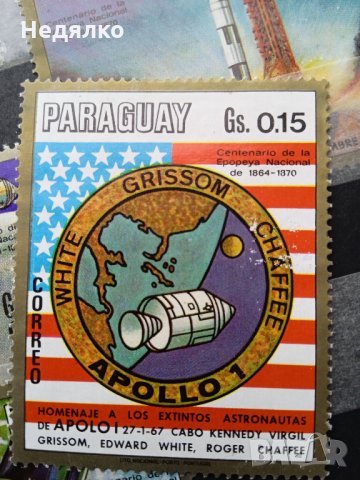 Недялко
PARAGUAY Gs. 0.15
Centenario de la
Epopeya Nacional
de 1864-1870
WHITE GRISSOM CHAFFEE
APOLLO 1
CORREO
HOMENAJE A LOS EXTINTOS ASTRONAUTAS
DE APOLO I 27-1-67 CABO KENNEDY VIRGIL
GRISSOM, EDWARD WHITE, ROGER CHAFFEE
BAZAR